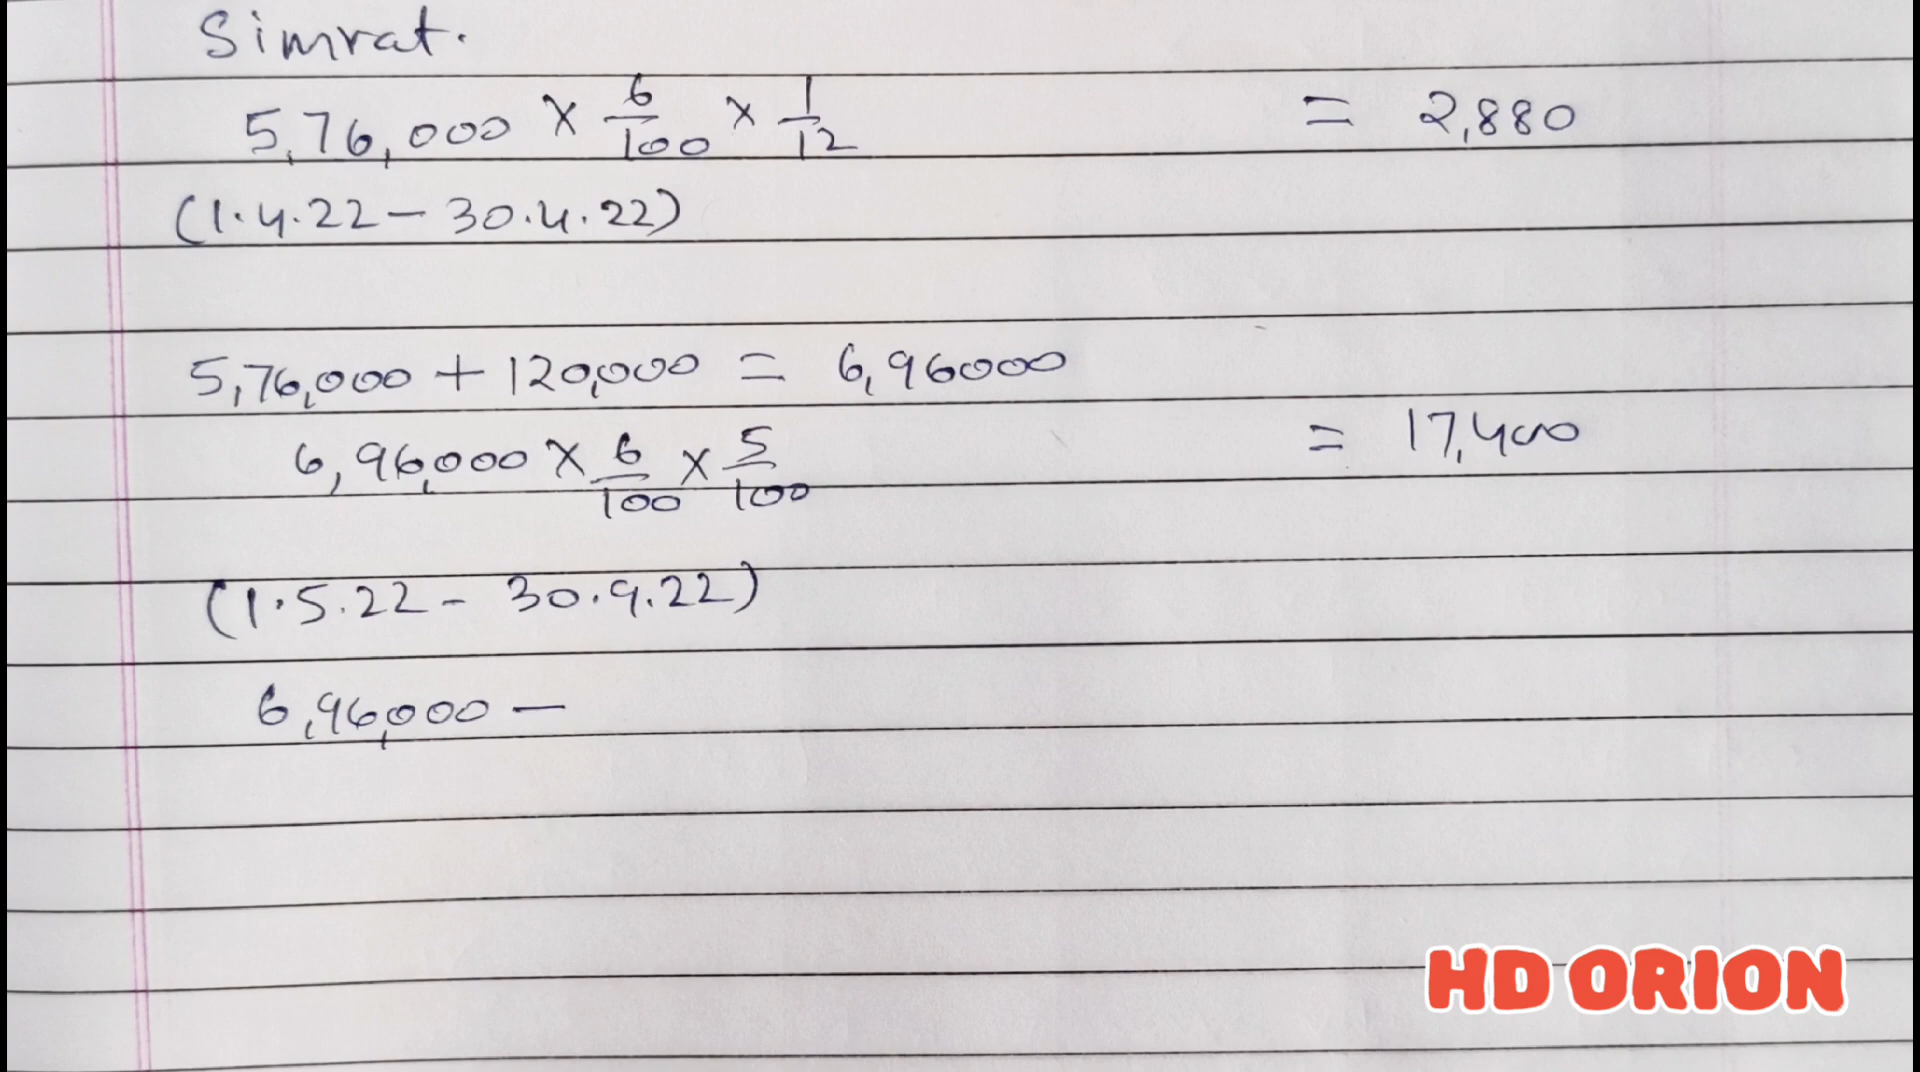 Simrat.
5,76,000 × 6/100 × 1/12 = 2,880
(1.4.22 - 30.4.22)
5,76,000 + 120,000 = 6,96000
6,96,000 × 6/100 × 5/100 = 17,400
(1.5.22 - 30.9.22)
6,96,000 -
HD ORION